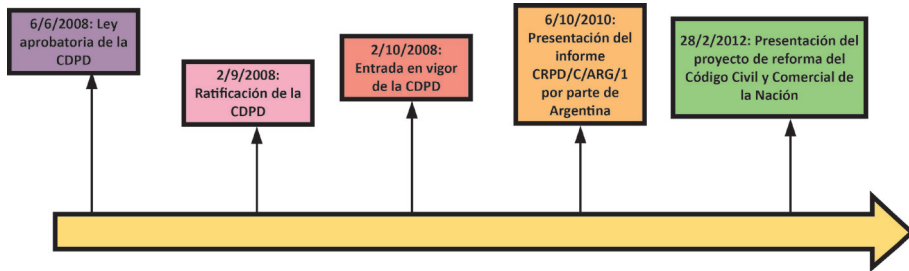 6/6/2008: Ley
aprobatoria de la
CDPD
2/9/2008:
Ratificación de la
CDPD
2/10/2008:
Entrada en vigor
de la CDPD
6/10/2010:
Presentación del
informe
CRPD/C/ARG/1
por parte de
Argentina
28/2/2012: Presentación del
proyecto de reforma del
Código Civil y Comercial de
la Nación